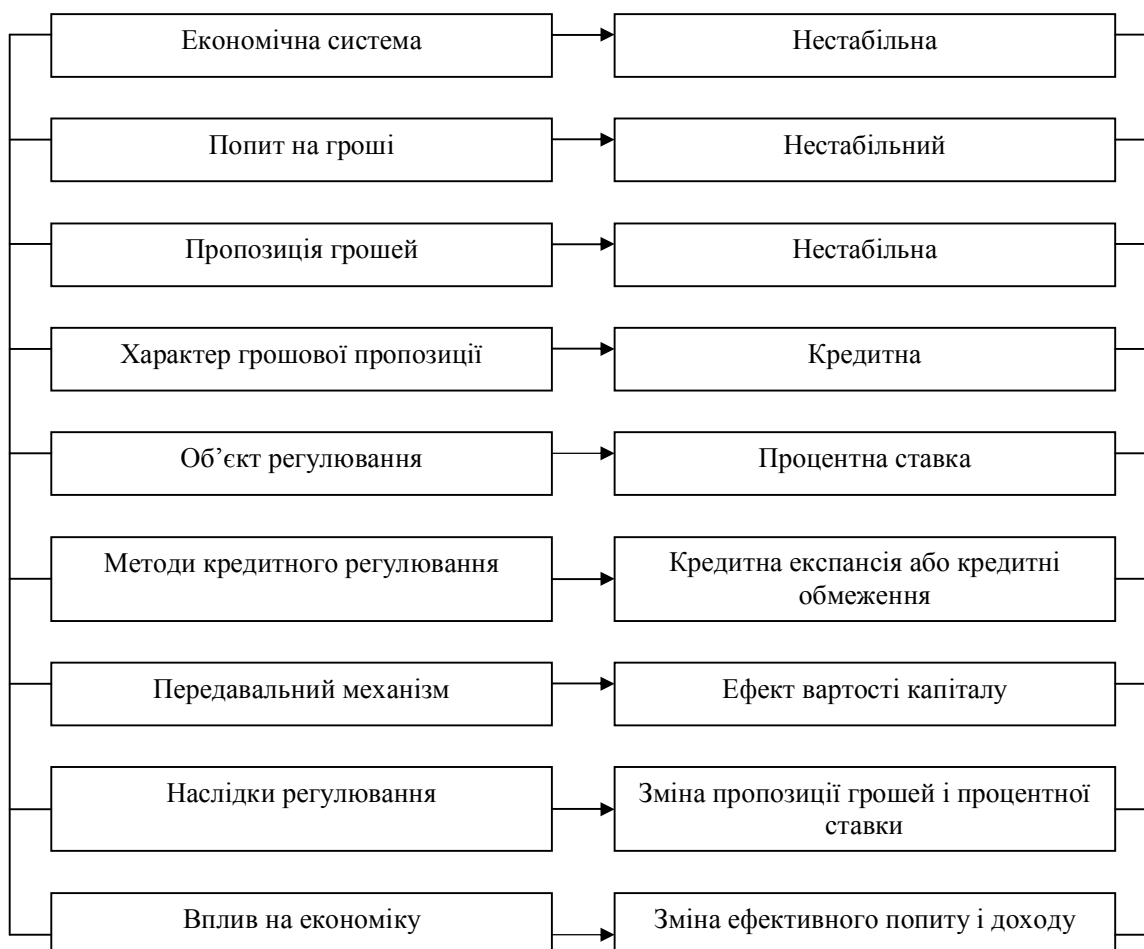 Економічна система
Нестабільна
Попит на гроші
Нестабільний
Пропозиція грошей
Нестабільна
Характер грошової пропозиції
Кредитна
Об’єкт регулювання
Процентна ставка
Методи кредитного регулювання
Кредитна експансія або кредитні
обмеження
Передавальний механізм
Ефект вартості капіталу
Наслідки регулювання
Зміна пропозиції грошей і процентної
ставки
Вплив на економіку
Зміна ефективного попиту і доходу